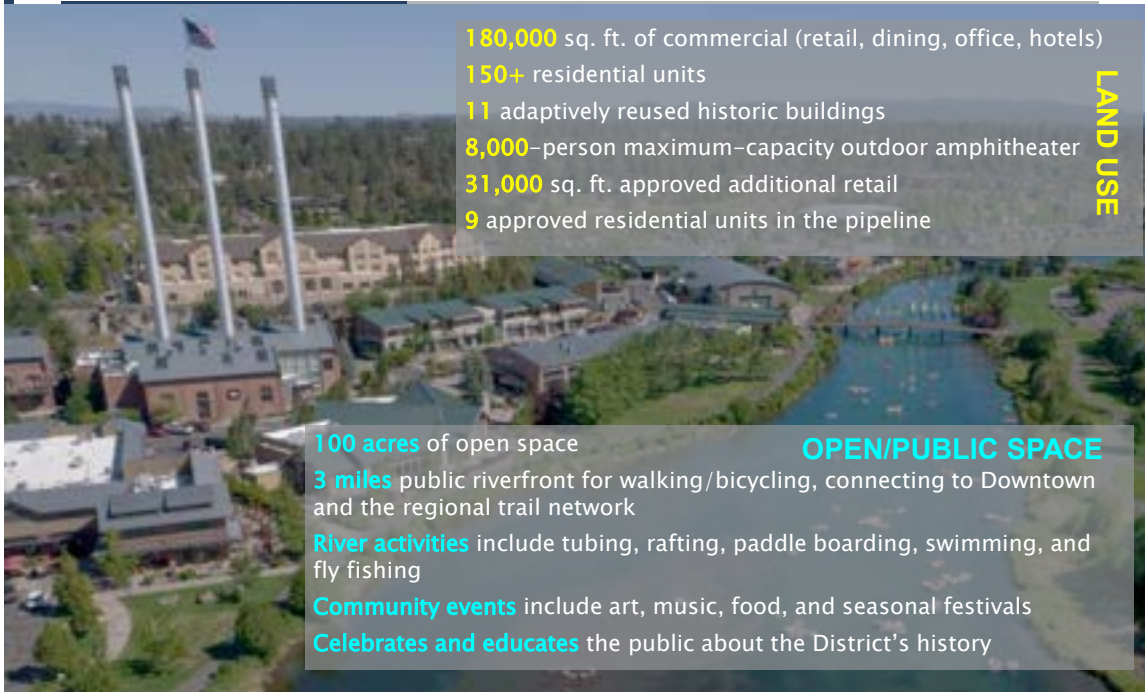 180,000 sq. ft. of commercial (retail, dining, office, hotels)
150+ residential units
11 adaptively reused historic buildings
8,000-person maximum-capacity outdoor amphitheater
31,000 sq. ft. approved additional retail
9 approved residential units in the pipeline
LAND USE
OPEN/PUBLIC SPACE
100 acres of open space
3 miles public riverfront for walking/bicycling, connecting to Downtown
and the regional trail network
River activities include tubing, rafting, paddle boarding, swimming, and
fly fishing
Community events include art, music, food, and seasonal festivals
Celebrates and educates the public about the District's history